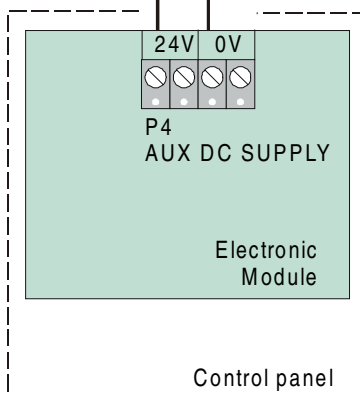 24V 0V
P4
AUX DC SUPPLY
Electronic
Module
Control panel